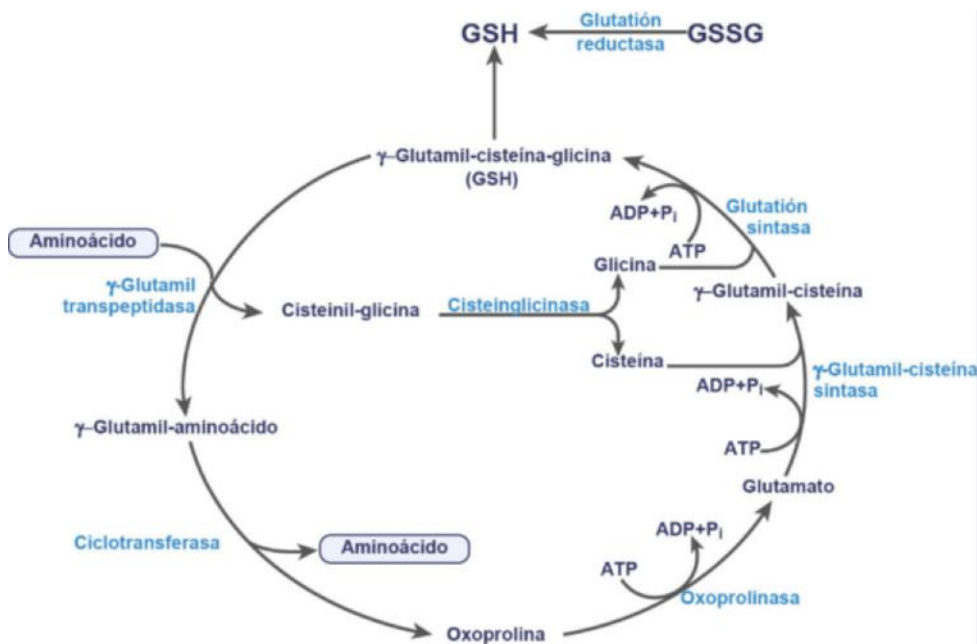 GSH
Glutatión
reductasa
GSSG
γ–Glutamil-cisteína-glicina
(GSH)
ADP+Pi
Glutatión
sintasa
Aminoácido
ATP
Glicina
γ-Glutamil
transpeptidasa
γ–Glutamil-cisteína
Cisteinil-glicina
Cisteinglicinasa
Cisteína
γ-Glutamil-cisteína
sintasa
ADP+Pi
γ–Glutamil-aminoácido
ATP
Glutamato
Ciclotransferasa
Aminoácido
ADP+Pi
ATP
Oxoprolinasa
Oxoprolina